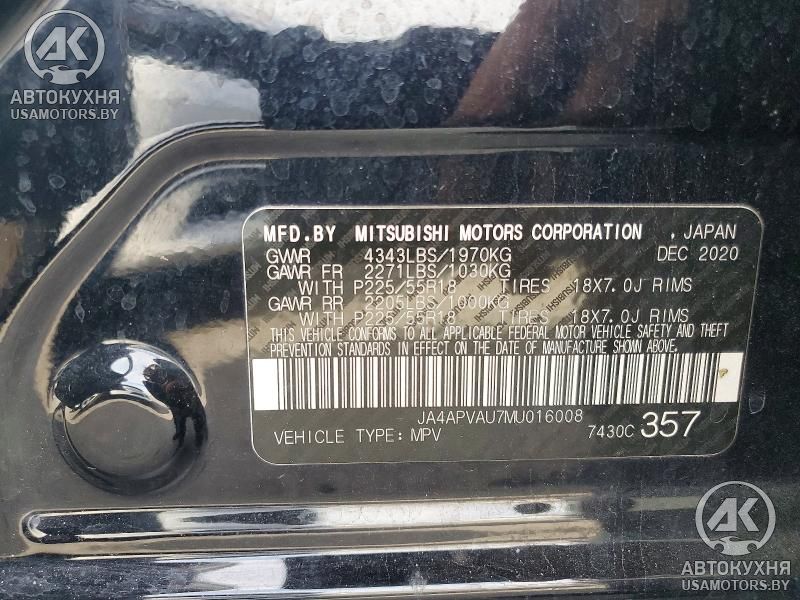 АК
АВТОКУХНЯ
USAMOTORS.BY
MFD.BY MITSUBISHI MOTORS CORPORATION , JAPAN
GVWR 4343LBS/1970KG DEC 2020
GAWR FR 2271LBS/1030KG
WITH P225/55R18 TIRES 18X7.0J RIMS
GAWR RR 2205LBS/1000KG
WITH P225/55R18 TIRES 18X7.0J RIMS
THIS VEHICLE CONFORMS TO ALL APPLICABLE FEDERAL MOTOR VEHICLE SAFETY AND THEFT
PREVENTION STANDARDS IN EFFECT ON THE DATE OF MANUFACTURE SHOWN ABOVE.
JA4APVAU7MU016008
VEHICLE TYPE: MPV 7430C 357
АК
АВТОКУХНЯ
USAMOTORS.BY